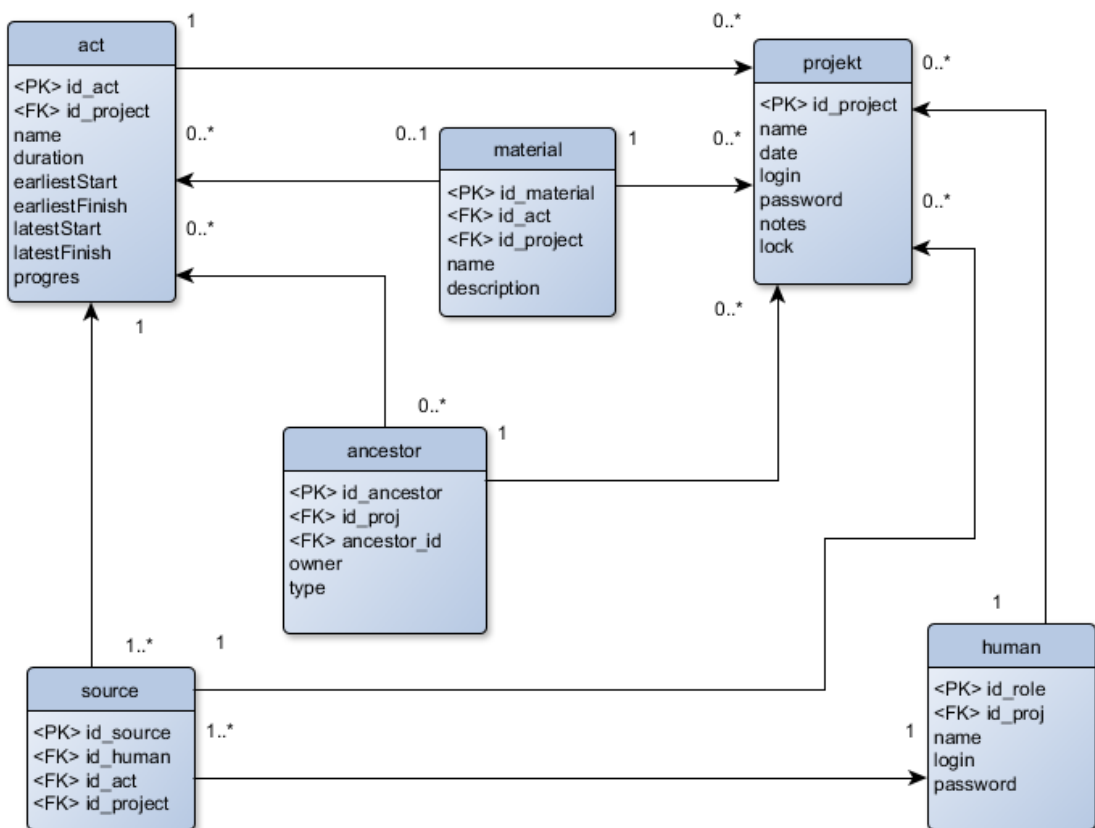 1
0..*
act
<PK> id_act
<FK> id_project
name
duration
earliestStart
earliestFinish
latestStart
latestFinish
progres
0..*
0..*
1
0..1
material
<PK> id_material
<FK> id_act
<FK> id_project
name
description
1
0..*
projekt
<PK> id_project
name
date
login
password
notes
lock
0..*
0..*
0..*
0..*
1
ancestor
<PK> id_ancestor
<FK> id_proj
<FK> ancestor_id
owner
type
1..*
1
source
<PK> id_source
<FK> id_human
<FK> id_act
<FK> id_project
1..*
1
1
human
<PK> id_role
<FK> id_proj
name
login
password